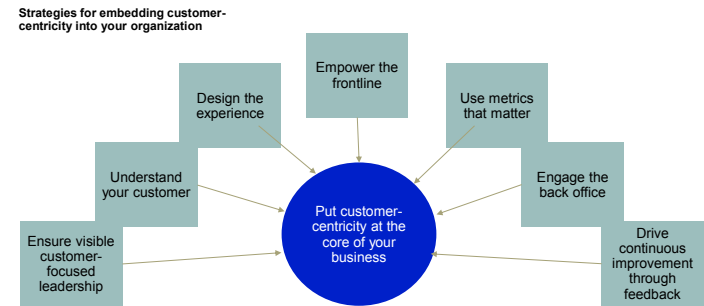 Strategies for embedding customer-
centricity into your organization
Empower the
frontline
Design the
experience
Use metrics
that matter
Understand
your customer
Engage the
back office
Ensure visible
customer-
focused
leadership
Put customer-
centricity at the
core of your
business
Drive
continuous
improvement
through
feedback